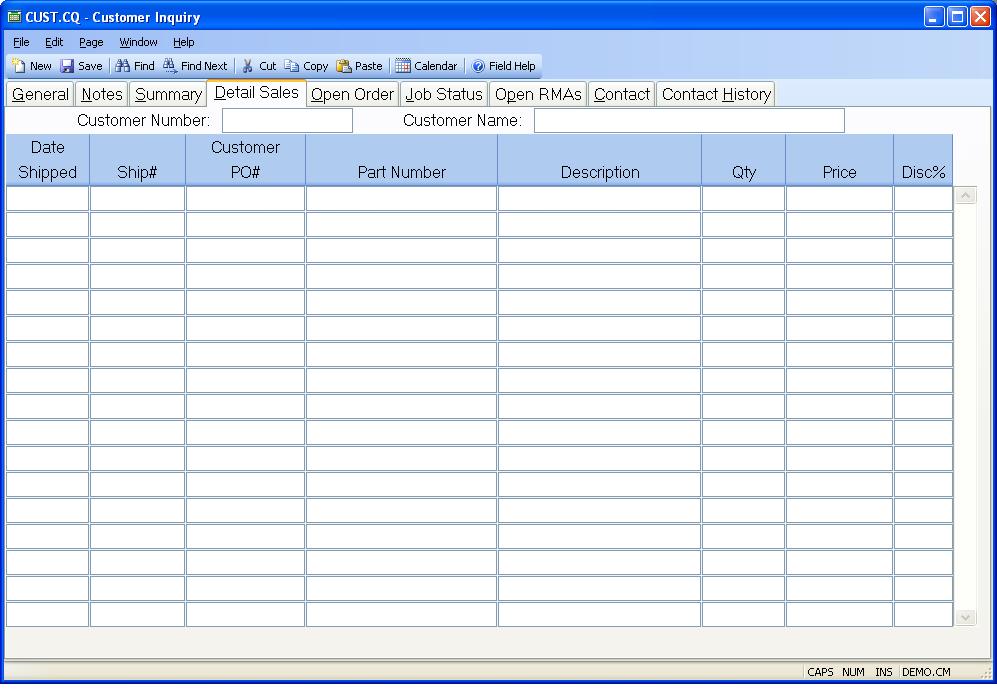 CUST.CQ - Customer Inquiry
File Edit Page Window Help
New Save Find Find Next Cut Copy Paste Calendar Field Help
General Notes Summary Detail Sales Open Order Job Status Open RMAs Contact Contact History
Customer Number: Customer Name:
Date Customer
Shipped Ship# PO# Part Number Description Qty Price Disc%
CAPS NUM INS DEMO.CM